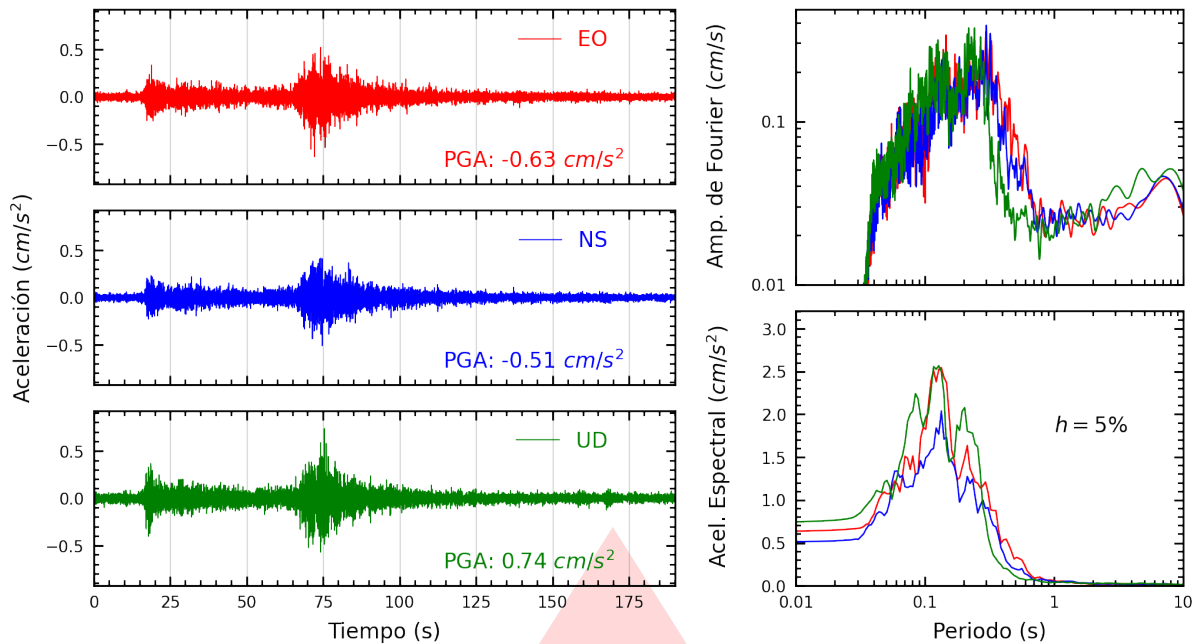 Aceleración (cm/s²)
0.5
0.0
−0.5
EO
PGA: -0.63 cm/s²
0.5
0.0
−0.5
NS
PGA: -0.51 cm/s²
0.5
0.0
−0.5
UD
PGA: 0.74 cm/s²
0 25 50 75 100 125 150 175
Tiempo (s)
Amp. de Fourier (cm/s)
0.1
0.01
Acel. Espectral (cm/s²)
3.0
2.5
2.0
1.5
1.0
0.5
0.0
h = 5%
0.01 0.1 1 10
Periodo (s)